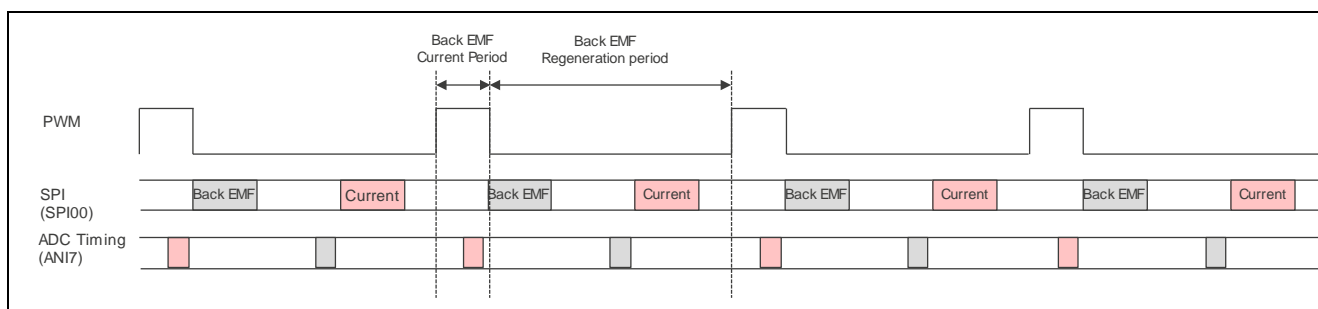 Back EMF
Current Period
Back EMF
Regeneration period
PWM
SPI
(SPI00)
Back EMF
Current
Back EMF
Current
Back EMF
Current
Back EMF
Current
ADC Timing
(ANI7)